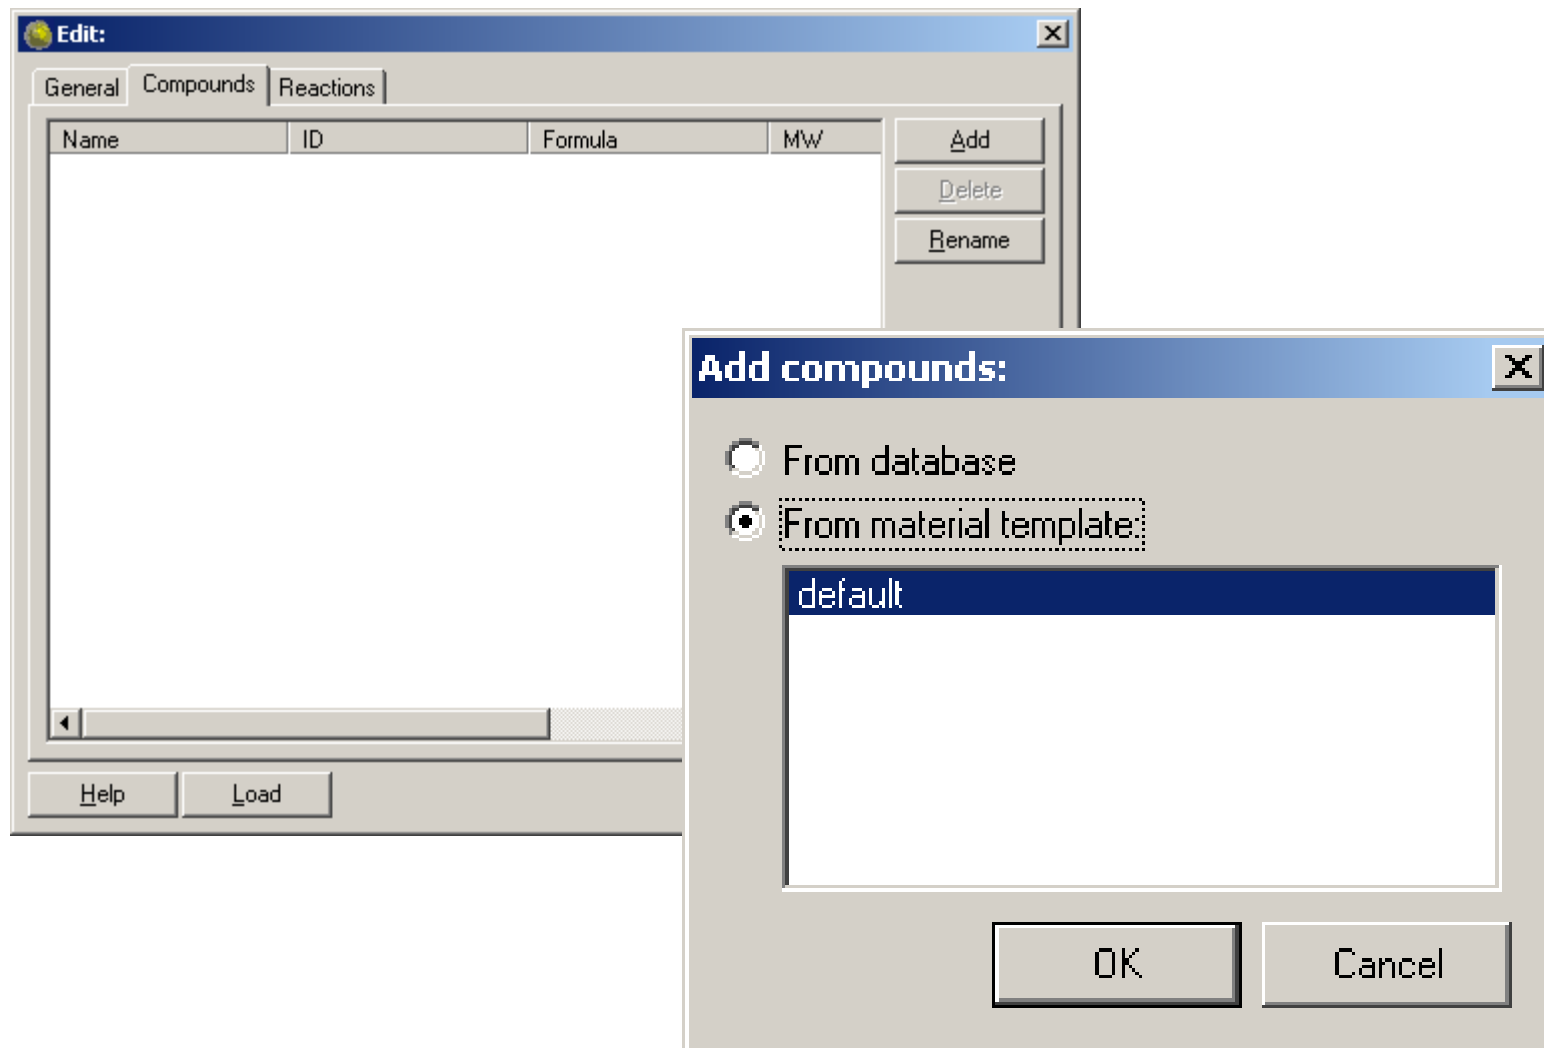 Edit:
General Compounds Reactions
Name ID Formula MW
Add
Delete
Rename
Help Load
Add compounds:
From database
From material template:
default
OK Cancel